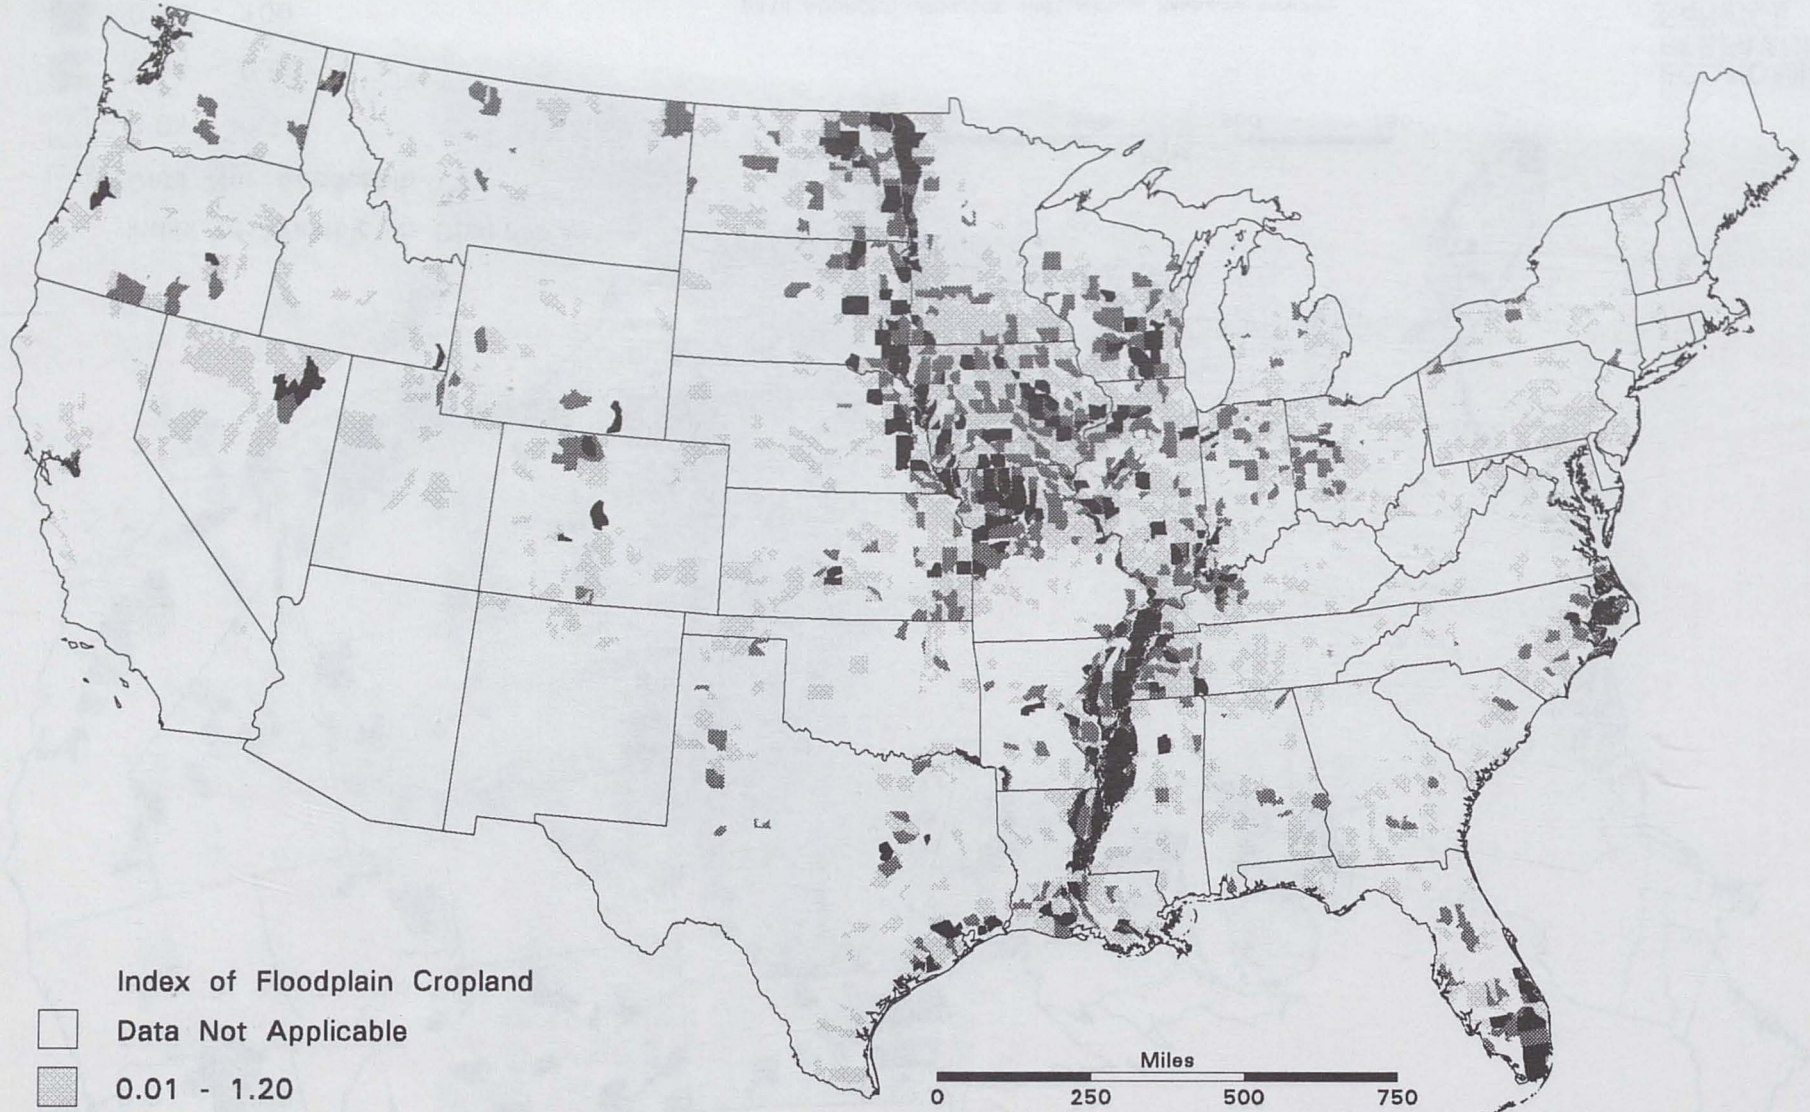 Index of Floodplain Cropland
Data Not Applicable
0.01 - 1.20
Miles
0 250 500 750